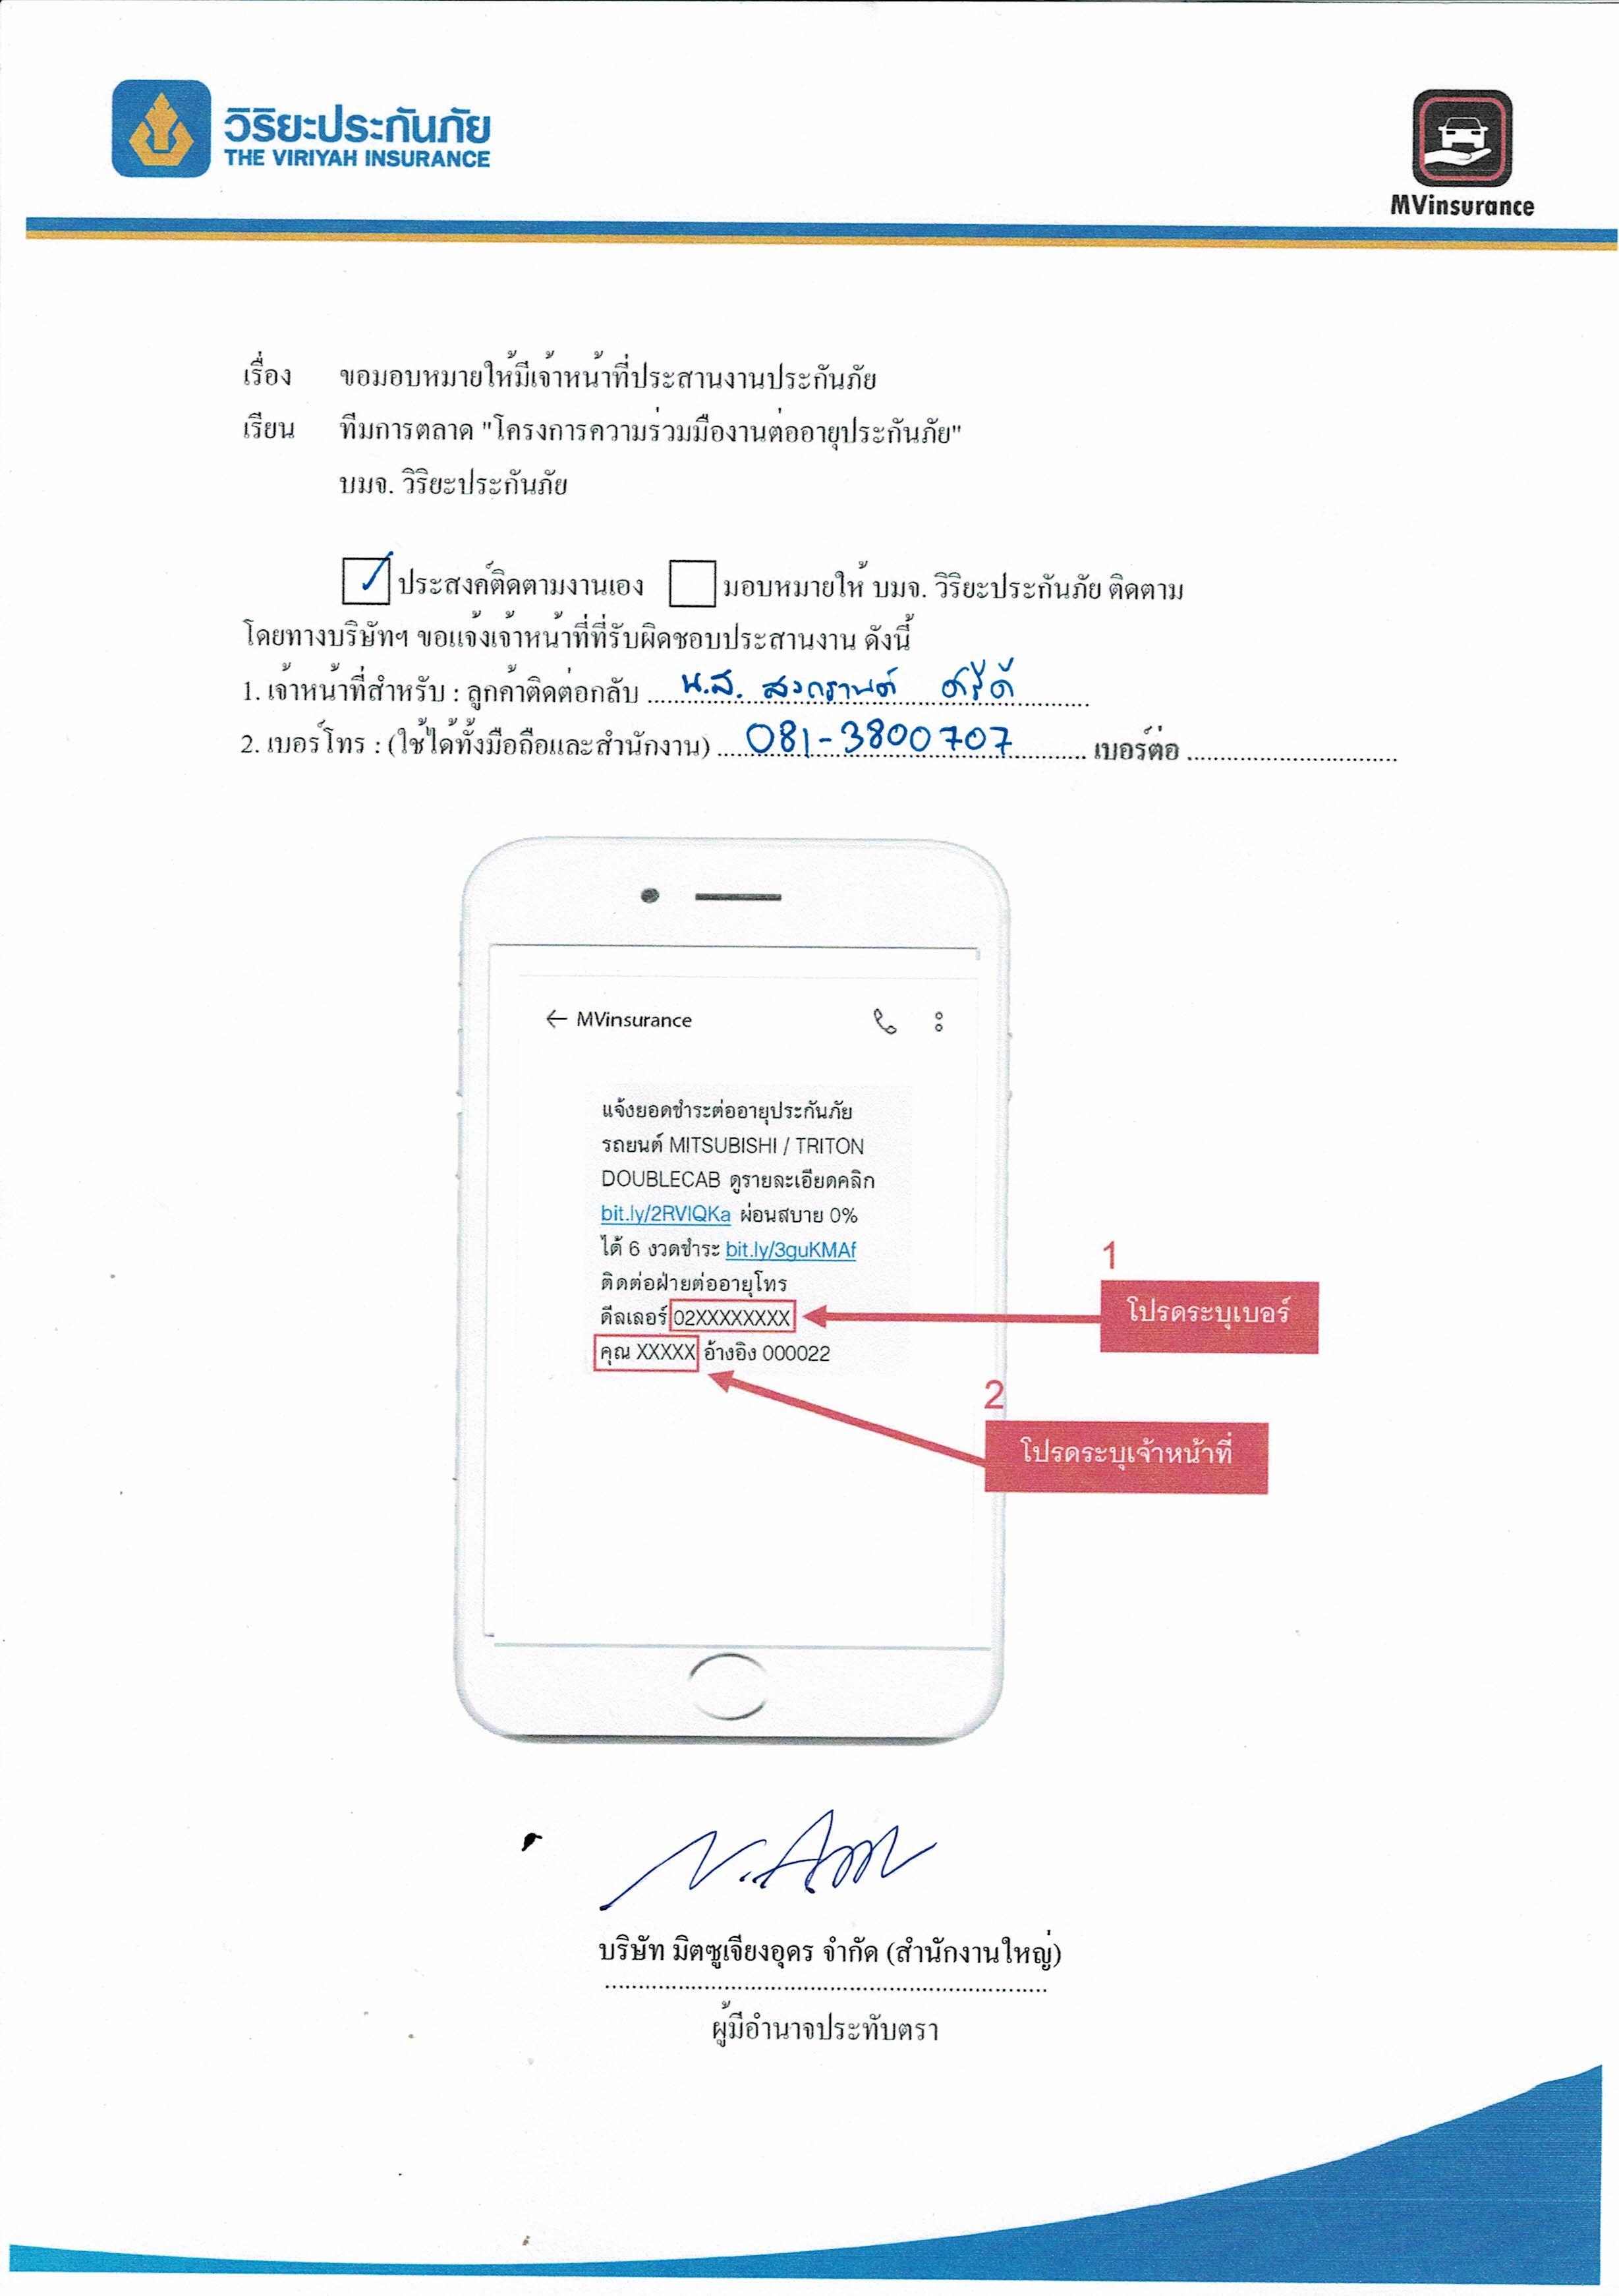 วิริยะประกันภัย
THE VIRIYAH INSURANCE
MVinsurance
เรื่อง ขอมอบหมายให้มีเจ้าหน้าที่ประสานงานประกันภัย
เรียน ทีมการตลาด "โครงการความร่วมมืองานต่ออายุประกันภัย"
บมจ. วิริยะประกันภัย
ประสงค์ติดตามงานเอง มอบหมายให้ บมจ. วิริยะประกันภัย ติดตาม
โดยทางบริษัทฯ ขอแจ้งเจ้าหน้าที่ที่รับผิดชอบประสานงาน ดังนี้
1. เจ้าหน้าที่สำหรับ : ลูกค้าติดต่อกลับ น.ส. สงกรานต์
2. เบอร์โทร : (ใช้ได้ทั้งมือถือและสำนักงาน) 081-3800707 เบอร์ต่อ
← MVinsurance
แจ้งยอดชำระต่ออายุประกันภัย
รถยนต์ MITSUBISHI / TRITON
DOUBLECAB ดูรายละเอียดคลิก
bit.ly/2RVIQKa ผ่อนสบาย 0%
ได้ 6 งวดชำระ bit.ly/3guKMAf
ติดต่อฝ่ายต่ออายุโทร
ดีลเลอร์ 02XXXXXXXX
คุณ XXXXX อ้างอิง 000022
1
โปรดระบุเบอร์
2
โปรดระบุเจ้าหน้าที่
บริษัท มิตซูเจียงอุดร จำกัด (สำนักงานใหญ่)
ผู้มีอำนาจประทับตรา